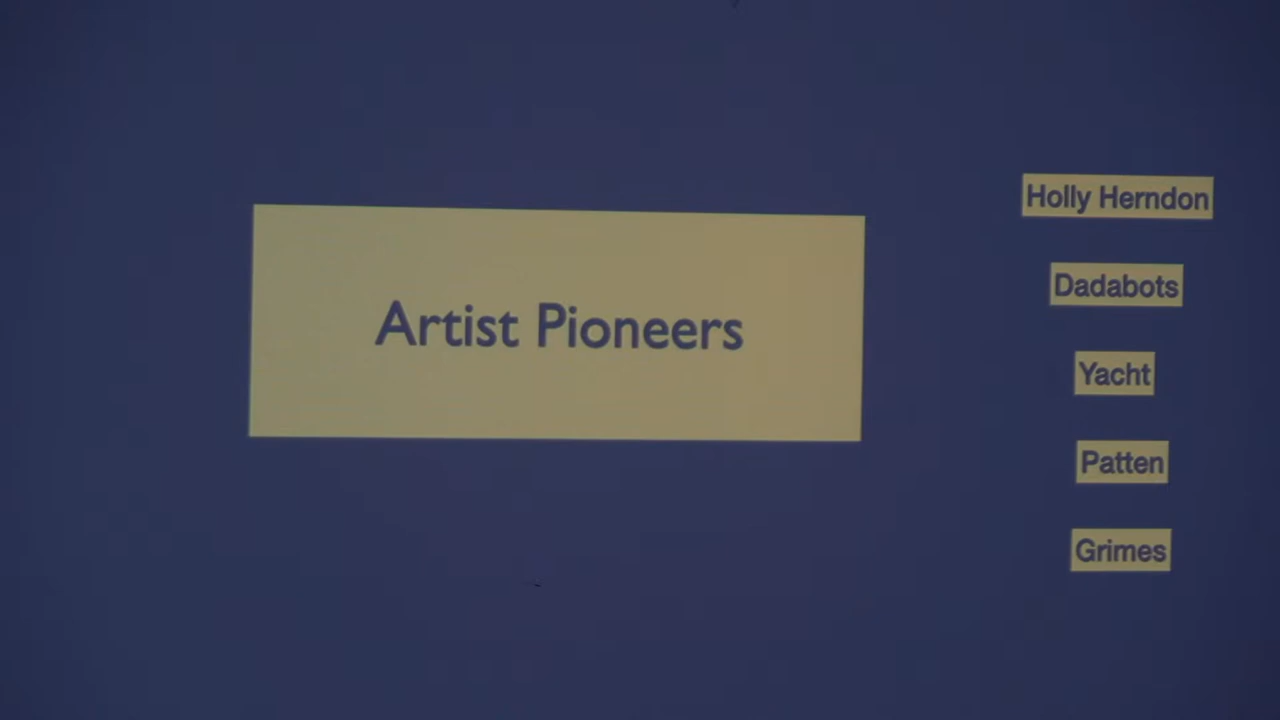 Artist Pioneers
Holly Herndon
Dadabots
Yacht
Patten
Grimes